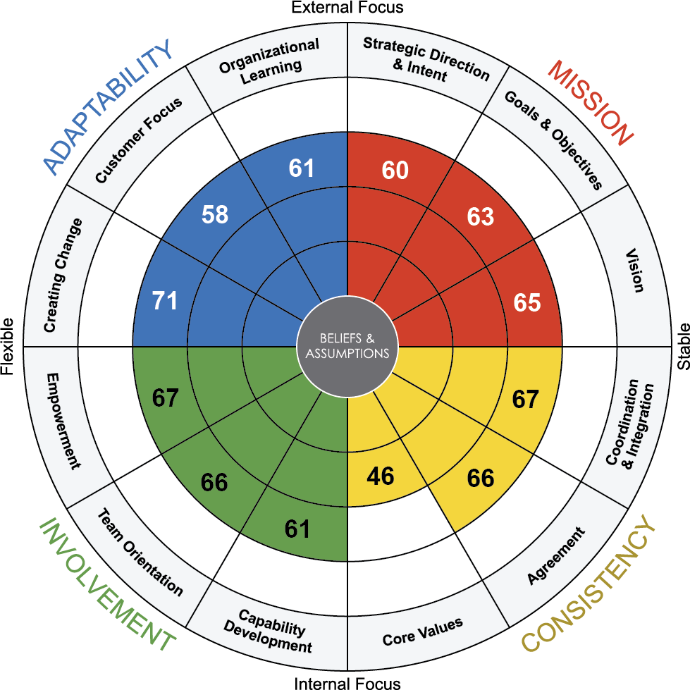 External Focus
ADAPTABILITY
MISSION
Organizational
Learning
Strategic Direction
& Intent
Customer Focus
Goals & Objectives
Creating Change
Vision
61
60
58
63
71
65
Flexible
BELIEFS &
ASSUMPTIONS
Stable
67
67
66
46
66
61
Empowerment
Coordination
& Integration
Team Orientation
Agreement
Capability
Development
Core Values
INVOLVEMENT
CONSISTENCY
Internal Focus